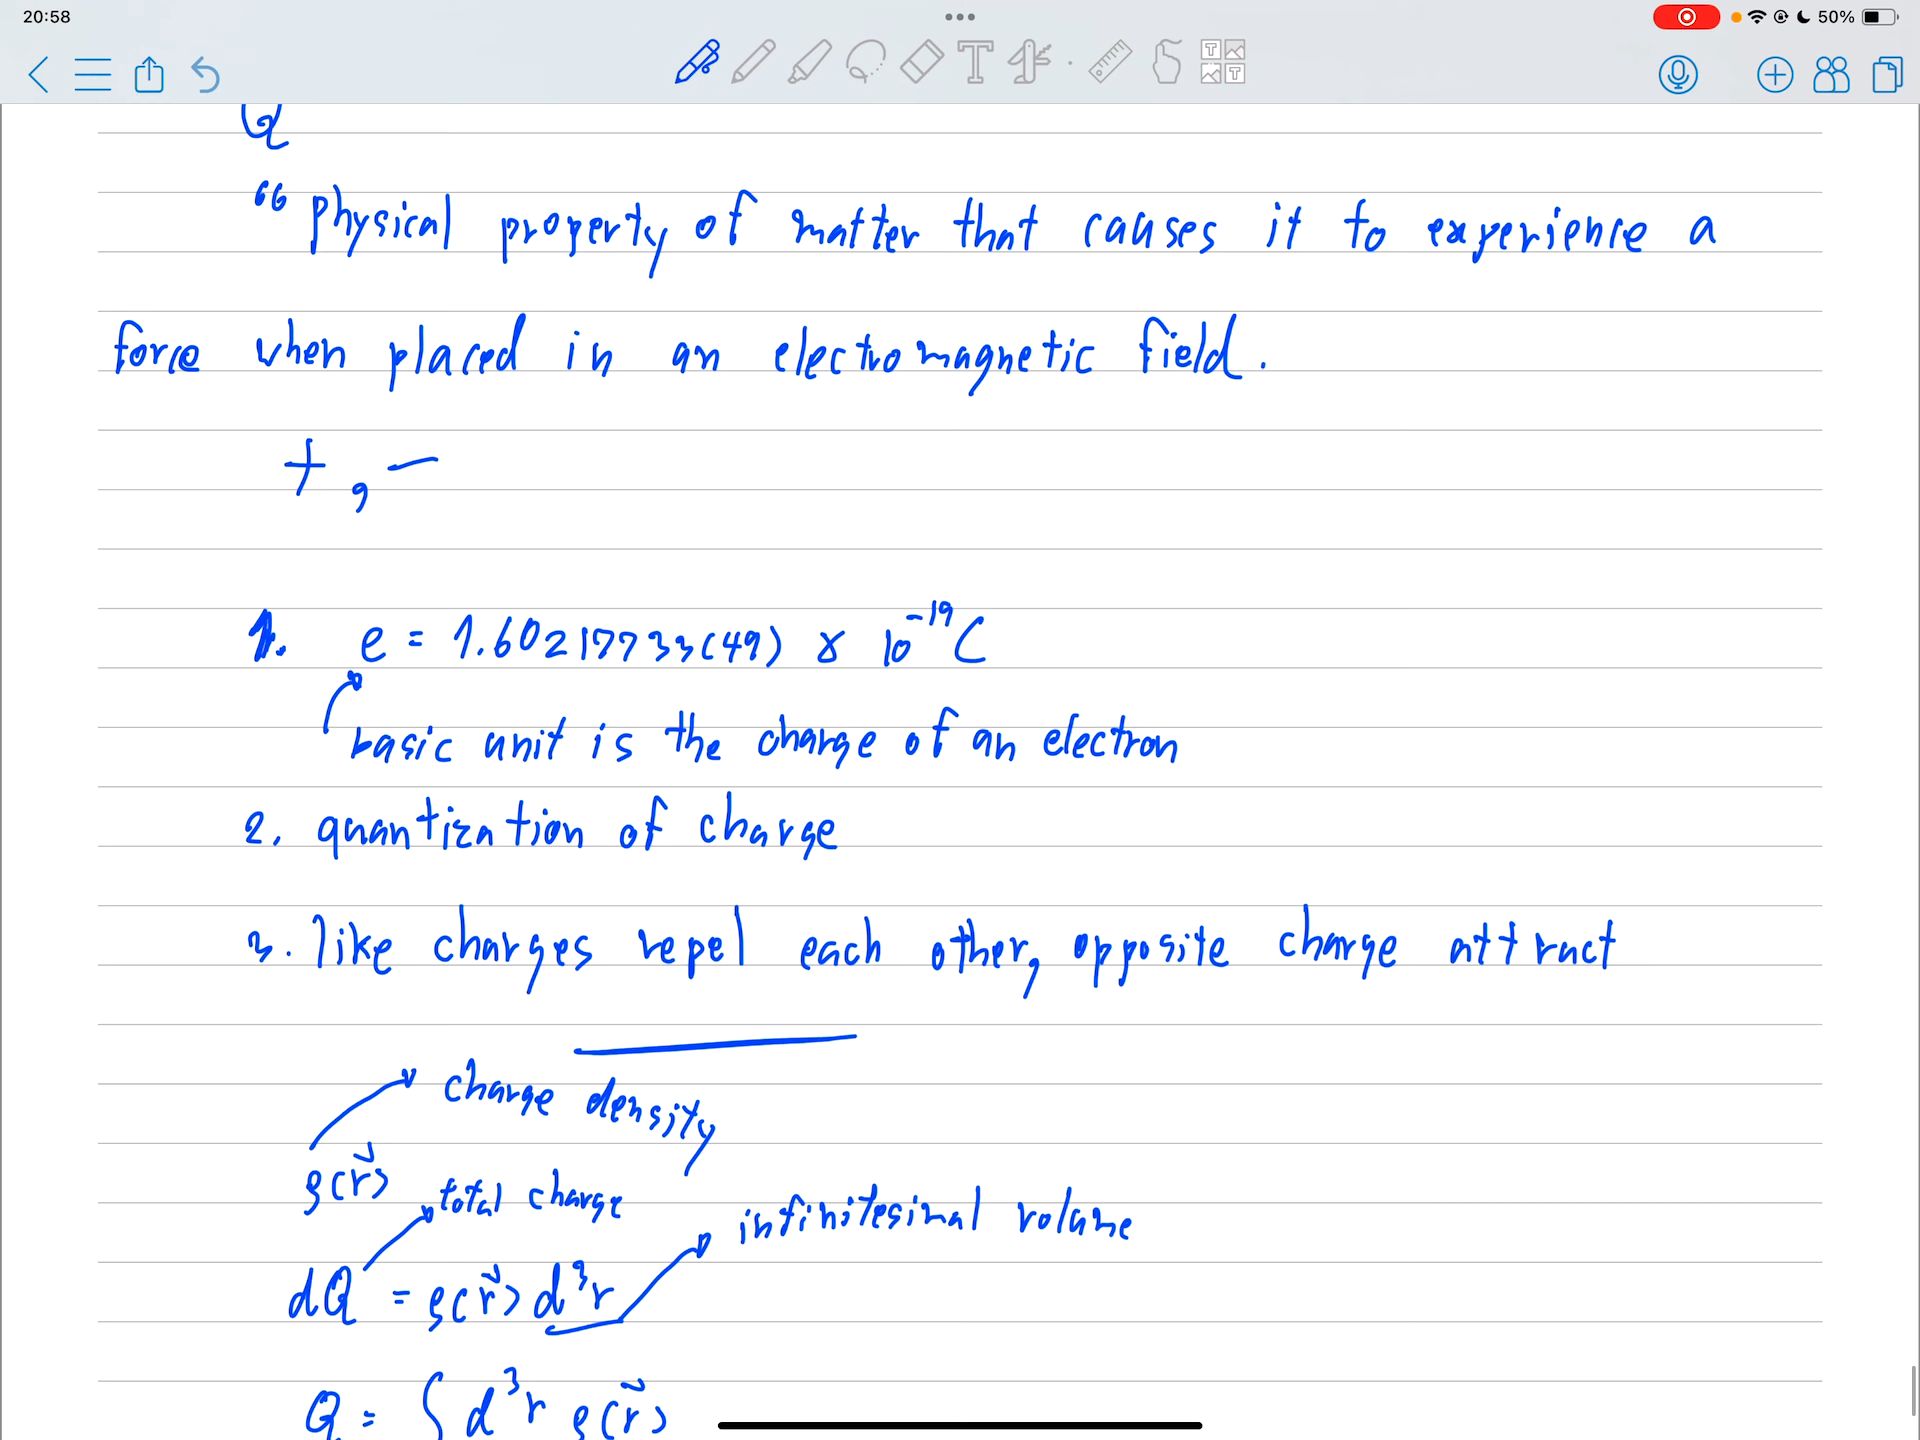 20:58
50%
Q
“ physical property of matter that causes it to experience a
force when placed in an electromagnetic field.
+, −
1. e = 1.60217733(49) × 10⁻¹⁹ C
basic unit is the charge of an electron
2. quantization of charge
3. like charges repel each other, opposite charge attract
charge density
ρ(r⃗)
total charge
infinitesimal volume
dQ = ρ(r⃗) d³r
Q = ∫ d³r ρ(r⃗)